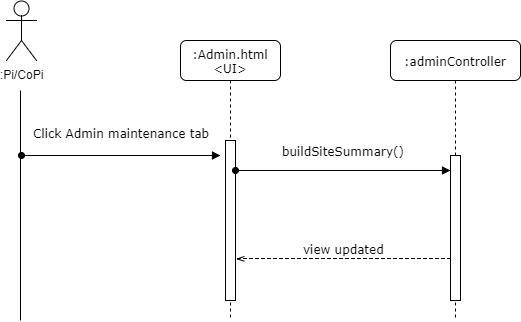 :Pi/CoPi
:Admin.html
<UI>
:adminController
Click Admin maintenance tab
buildSiteSummary()
view updated